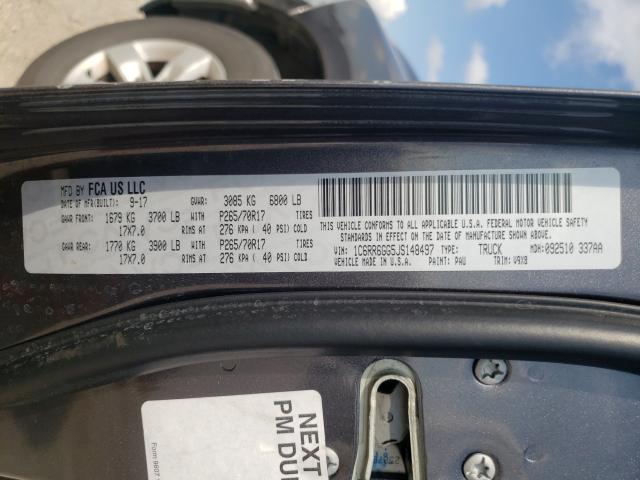 MFD BY FCA US LLC
DATE OF MFR(BUILT): 9-17 GVWR: 3085 KG 6800 LB
GAWR FRONT: 1679 KG 3700 LB WITH P265/70R17 TIRES
17X7.0 RIMS AT 276 KPA ( 40 PSI) COLD
GAWR REAR: 1770 KG 3900 LB WITH P265/70R17 TIRES
17X7.0 RIMS AT 276 KPA ( 40 PSI) COLD
THIS VEHICLE CONFORMS TO ALL APPLICABLE U.S.A. FEDERAL MOTOR VEHICLE SAFETY
STANDARDS IN EFFECT ON THE DATE OF MANUFACTURE SHOWN ABOVE.
VIN: 1C6RR6GG5JS148497 TYPE: TRUCK MDH:092510 337AA
VEHICLE MADE IN U.S.A. PAINT: PAU TRIM: V9X8
NEXT
PM DU